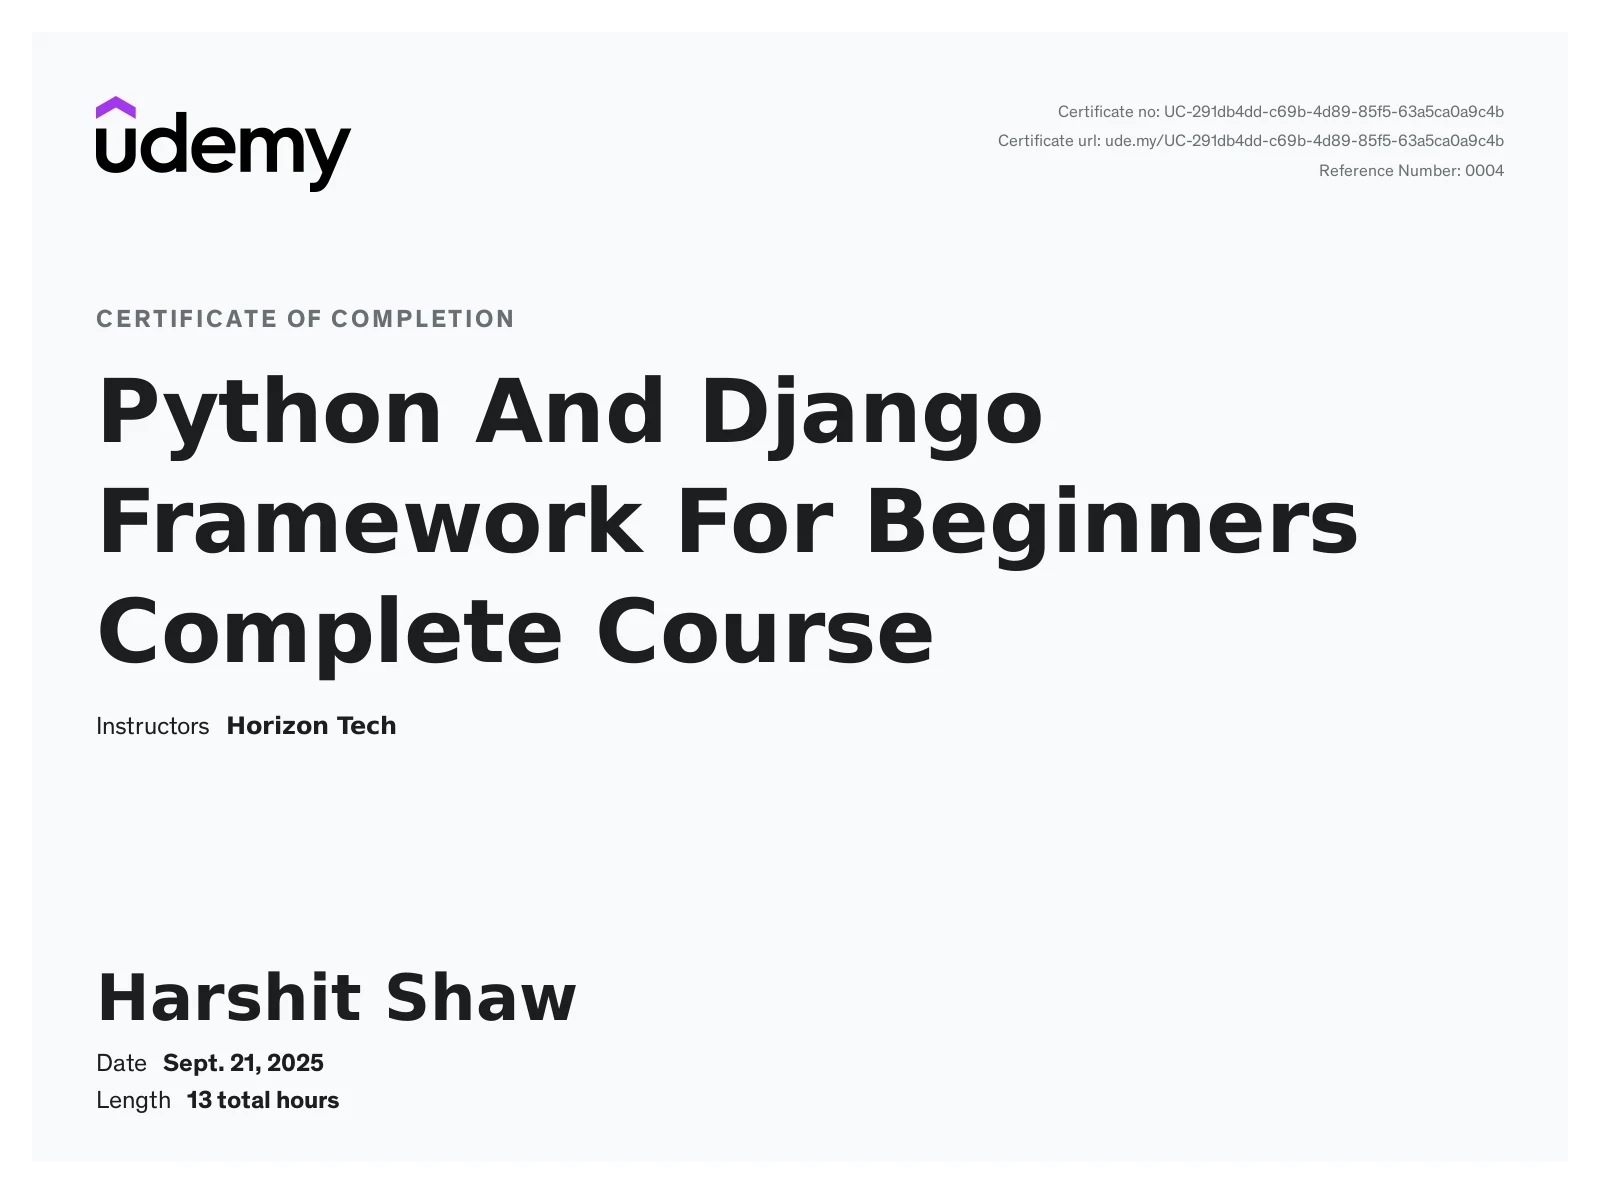 udemy
Certificate no: UC-291db4dd-c69b-4d89-85f5-63a5ca0a9c4b
Certificate url: ude.my/UC-291db4dd-c69b-4d89-85f5-63a5ca0a9c4b
Reference Number: 0004
CERTIFICATE OF COMPLETION
Python And Django
Framework For Beginners
Complete Course
Instructors Horizon Tech
Harshit Shaw
Date Sept. 21, 2025
Length 13 total hours